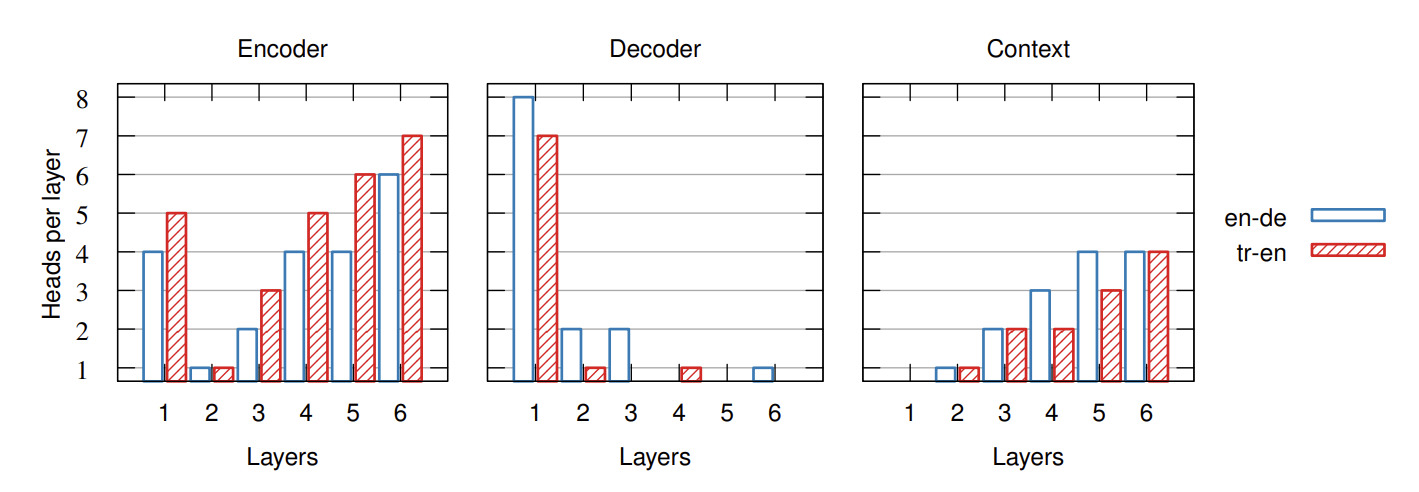 Encoder
Decoder
Context
Heads per layer
8
7
6
5
4
3
2
1
1 2 3 4 5 6
1 2 3 4 5 6
1 2 3 4 5 6
Layers
Layers
Layers
en-de
tr-en